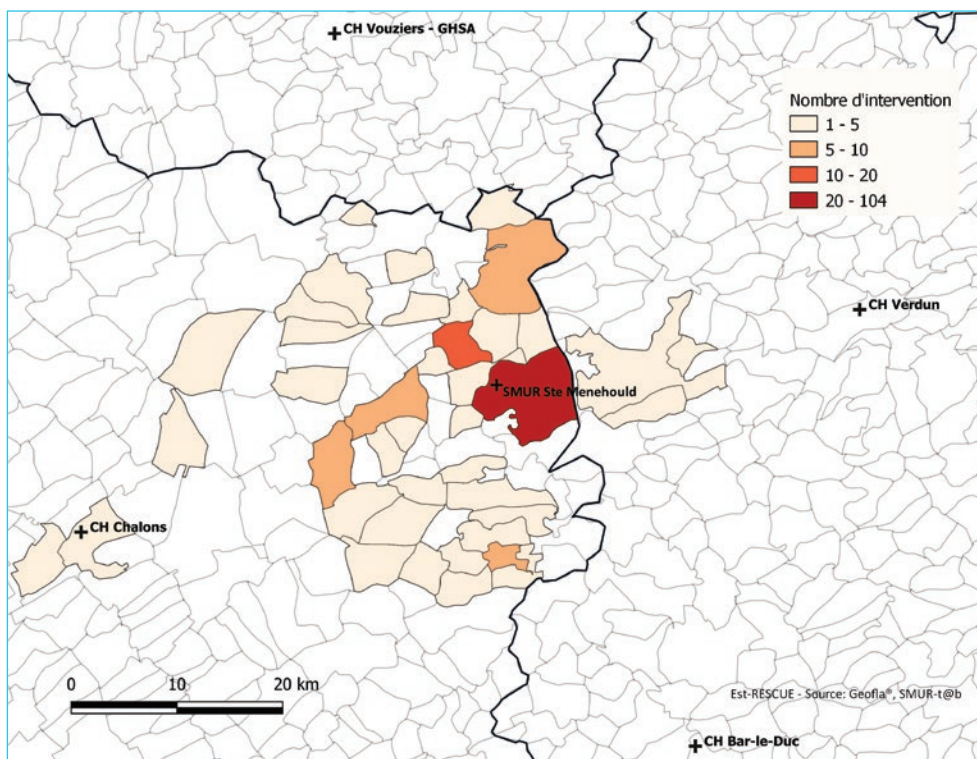 CH Vouziers - GHSA
Nombre d'intervention
1 - 5
5 - 10
10 - 20
20 - 104
CH Verdun
SMUR Ste Menehould
CH Chalons
0 10 20 km
Est-RESCUE - Source: Geofla®, SMUR-t@b
CH Bar-le-Duc